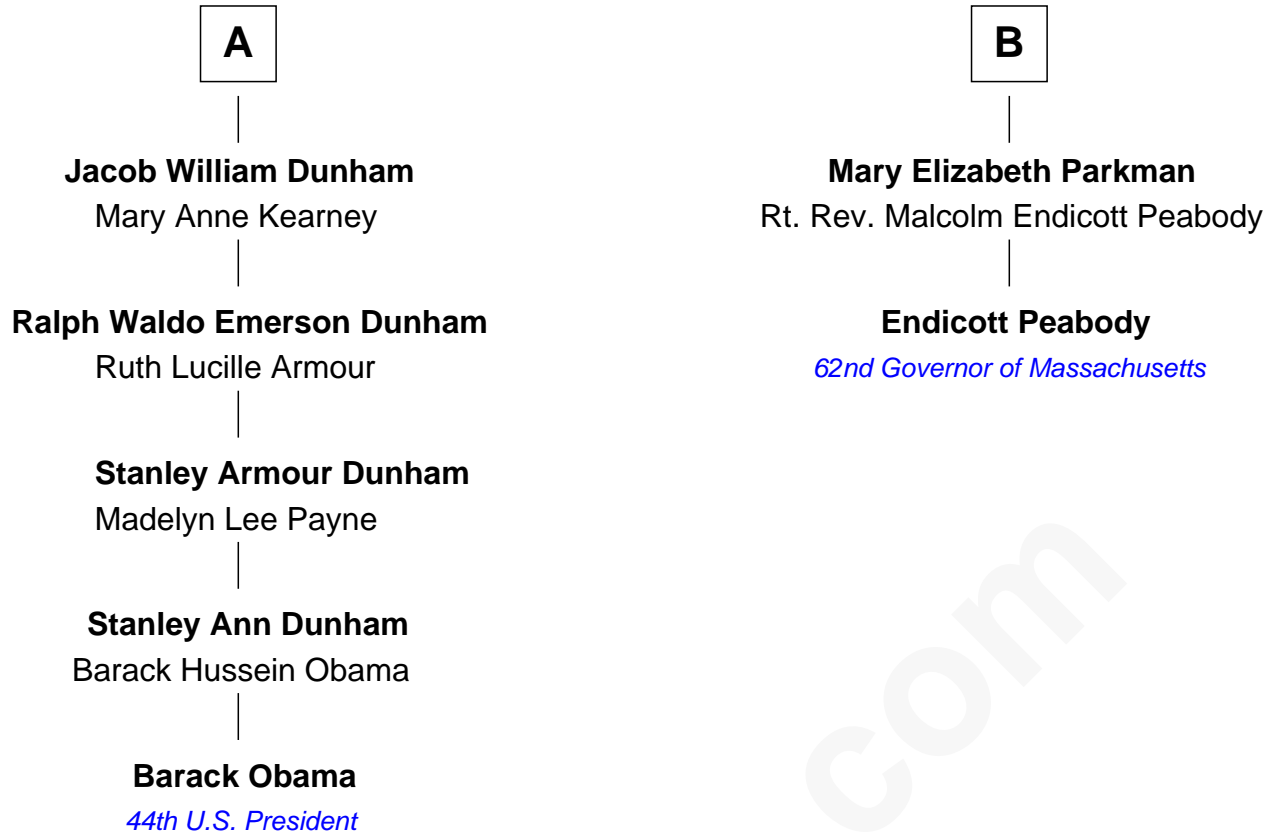 A
Jacob William Dunham
Mary Anne Kearney
Ralph Waldo Emerson Dunham
Ruth Lucille Armour
Stanley Armour Dunham
Madelyn Lee Payne
Stanley Ann Dunham
Barack Hussein Obama
Barack Obama
44th U.S. President
B
Mary Elizabeth Parkman
Rt. Rev. Malcolm Endicott Peabody
Endicott Peabody
62nd Governor of Massachusetts
com